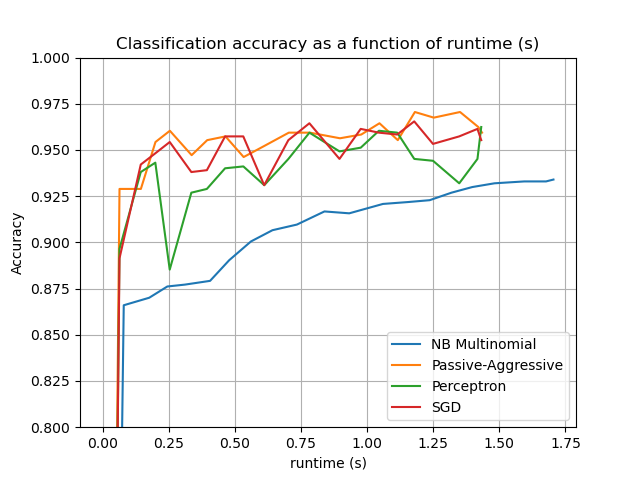 Classification accuracy as a function of runtime (s)
1.000
0.975
0.950
0.925
0.900
0.875
0.850
0.825
0.800
Accuracy
NB Multinomial
Passive-Aggressive
Perceptron
SGD
0.00 0.25 0.50 0.75 1.00 1.25 1.50 1.75
runtime (s)